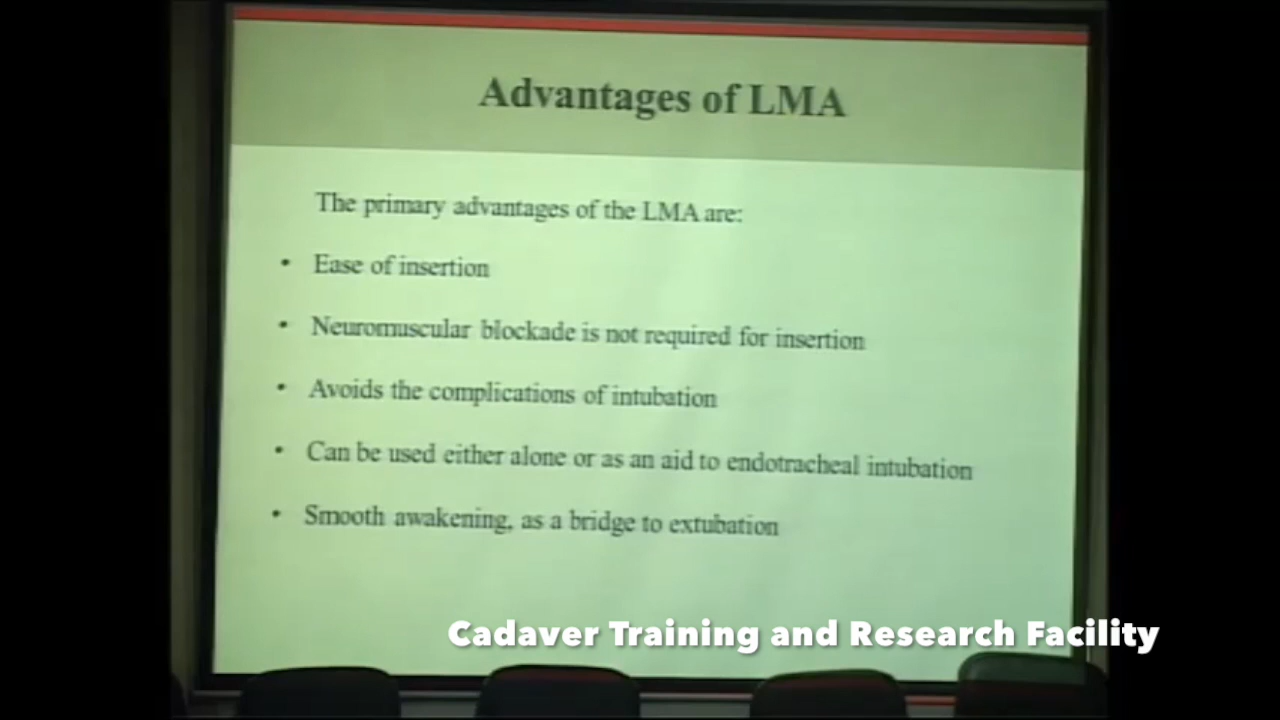 Advantages of LMA
The primary advantages of the LMA are:
• Ease of insertion
• Neuromuscular blockade is not required for insertion
• Avoids the complications of intubation
• Can be used either alone or as an aid to endotracheal intubation
• Smooth awakening, as a bridge to extubation
Cadaver Training and Research Facility